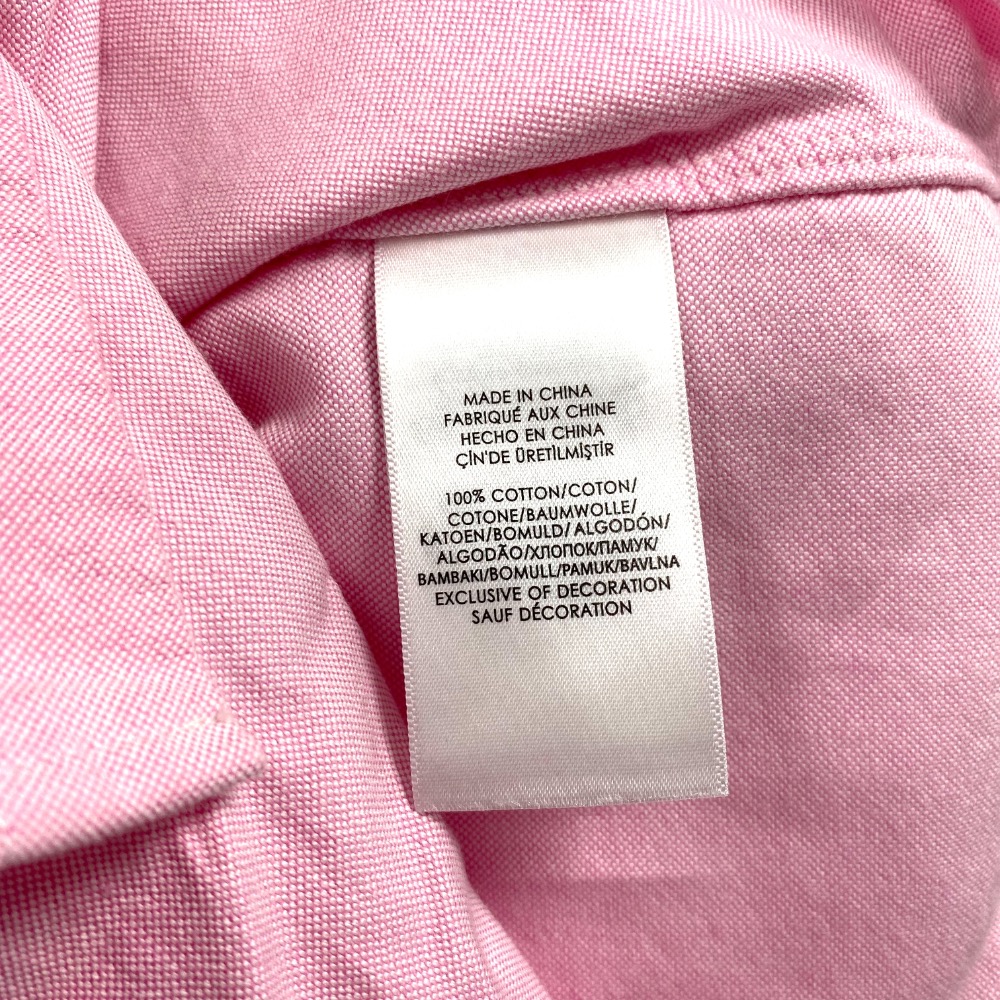 MADE IN CHINA
FABRIQUÉ AUX CHINE
HECHO EN CHINA
ÇİN'DE ÜRETİLMİŞTİR
100% COTTON/COTON/
COTONE/BAUMWOLLE/
KATOEN/BOMULD/ALGODÓN/
ALGODÃO/ХЛОПОК/ПАМУК/
BAMBAKI/BOMULL/PAMUK/BAVLNA
EXCLUSIVE OF DECORATION
SAUF DÉCORATION